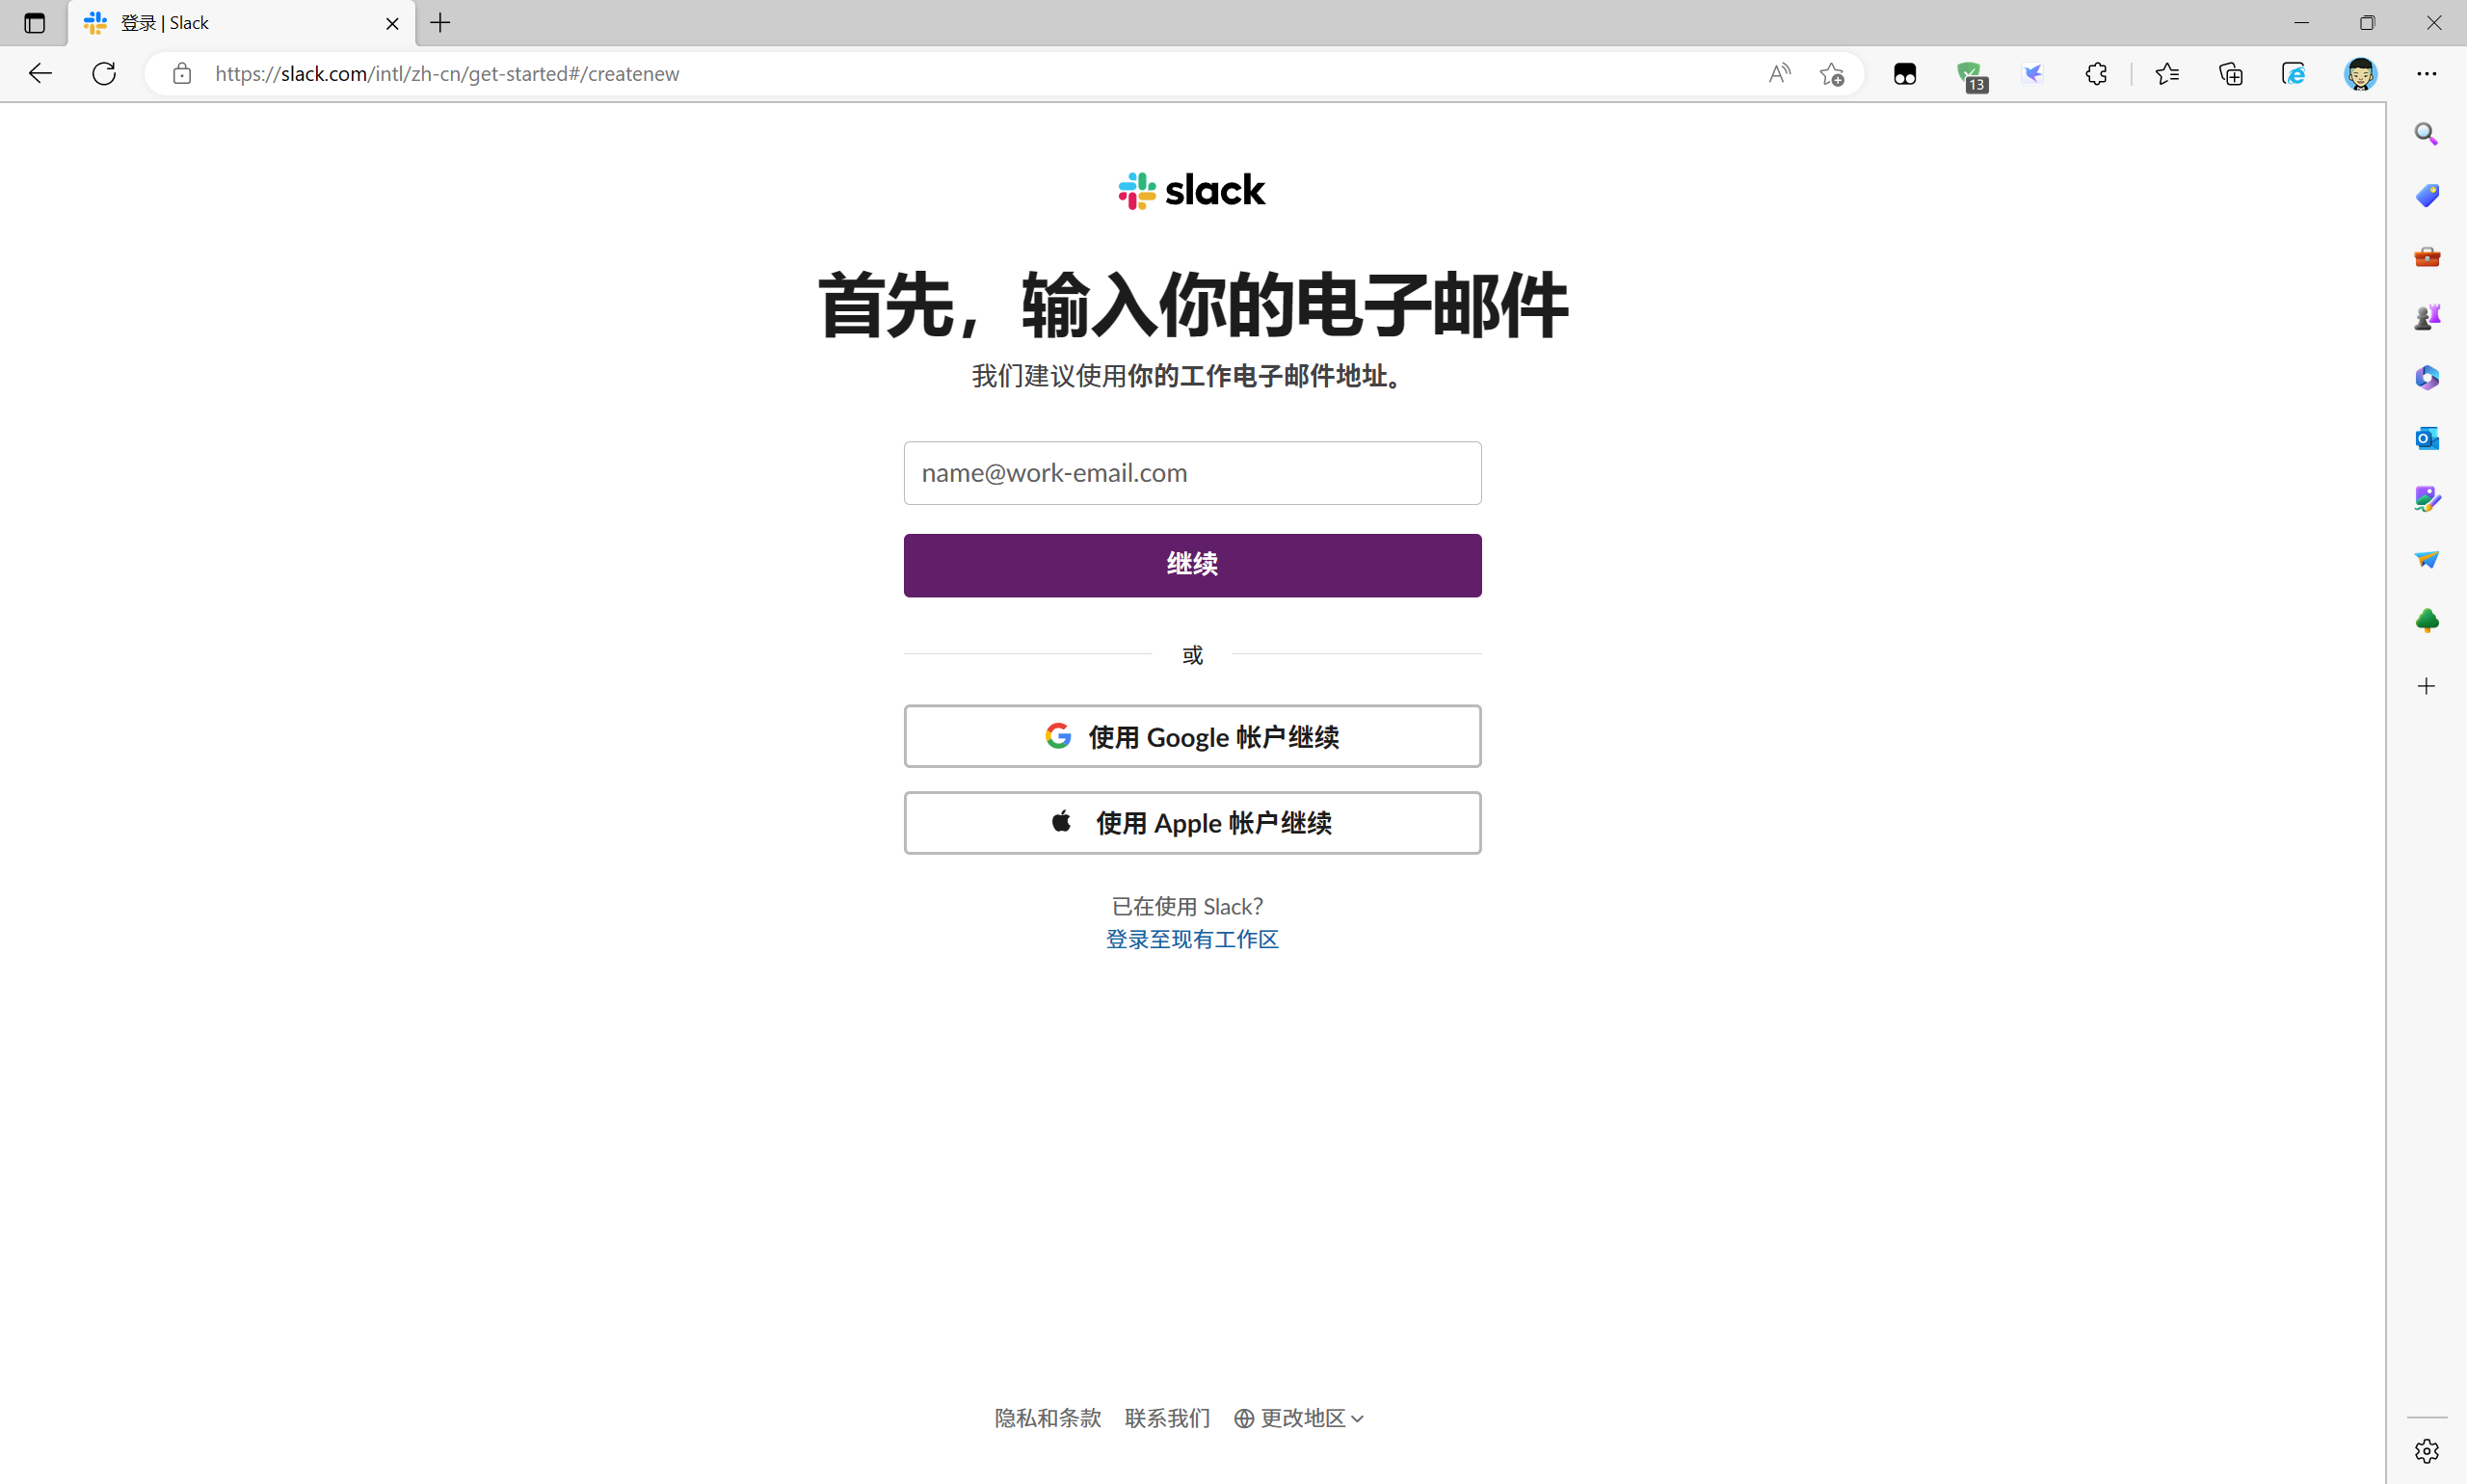 登录 | Slack
https://slack.com/intl/zh-cn/get-started#/createnew
13
slack
首先，输入你的电子邮件
我们建议使用你的工作电子邮件地址。
name@work-email.com
继续
或
使用 Google 帐户继续
使用 Apple 帐户继续
已在使用 Slack？
登录至现有工作区
隐私和条款 联系我们 更改地区